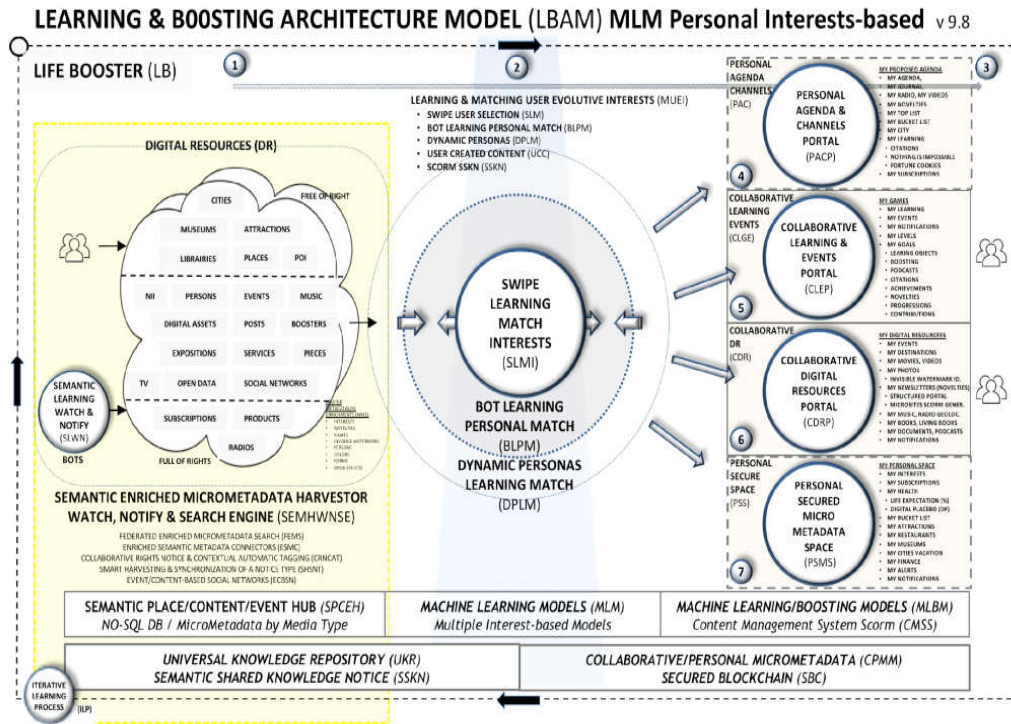 LEARNING & B00STING ARCHITECTURE MODEL (LBAM) MLM Personal Interests-based v 9.8
LIFE BOOSTER (LB)
1
2
3
LEARNING & MATCHING USER EVOLUTIVE INTERESTS (MUEI)
• SWIPE USER SELECTION (SLM)
• BOT LEARNING PERSONAL MATCH (BLPM)
• DYNAMIC PERSONAS (DPLM)
• USER CREATED CONTENT (UCC)
• SCORM SSKN (SSKN)
DIGITAL RESOURCES (DR)
FREE OF RIGHT
CITIES
MUSEUMS ATTRACTIONS
LIBRAIRIES PLACES POI
NII PERSONS EVENTS MUSIC
DIGITAL ASSETS POSTS BOOSTERS
EXPOSITIONS SERVICES PIECES
TV OPEN DATA SOCIAL NETWORKS
SUBSCRIPTIONS PRODUCTS
RADIOS
FULL OF RIGHTS
SEMANTIC
LEARNING
WATCH &
NOTIFY
(SLWN)
BOTS
SEMANTIC ENRICHED MICROMETADATA HARVESTOR
WATCH, NOTIFY & SEARCH ENGINE (SEMHWNSE)
FEDERATED ENRICHED MICROMETADATA SEARCH (FEMS)
ENRICHED SEMANTIC METADATA CONNECTORS (ESMC)
COLLABORATIVE RIGHTS NOTICE & CONTEXTUAL AUTOMATIC TAGGING (CRNCAT)
SMART HARVESTING & SYNCHRONIZATION OF A NOTICE TYPE (SHSNT)
EVENT/CONTENT-BASED SOCIAL NETWORKS (ECBSN)
SWIPE
LEARNING
MATCH
INTERESTS
(SLMI)
BOT LEARNING
PERSONAL MATCH
(BLPM)
DYNAMIC PERSONAS
LEARNING MATCH
(DPLM)
PERSONAL
AGENDA
CHANNELS
(PAC)
4
PERSONAL
AGENDA &
CHANNELS
PORTAL
(PACP)
MY PROPOSED AGENDA
• MY AGENDA,
• MY JOURNAL
• MY RADIO, MY VIDEOS
• MY NOVELTIES
• MY TOP LIST
• MY BUCKET LIST
• MY CITY
• MY LEARNING
• CITATIONS
• NOTHING IS IMPOSSIBLE
• FORTUNE COOKIES
• MY SUBSCRIPTIONS
COLLABORATIVE
LEARNING
EVENTS
(CLGE)
5
COLLABORATIVE
LEARNING &
EVENTS
PORTAL
(CLEP)
MY GAMES
• MY LEARNING
• MY EVENTS
• MY NOTIFICATIONS
• MY LEVELS
• MY GOALS
• LEARING OBJECTS
• BOOSTING
• PODCASTS
• CITATIONS
• ACHIEVEMENTS
• NOVELTIES
• PROGRESSIONS
• CONTRIBUTIONS
COLLABORATIVE
DR
(CDR)
6
COLLABORATIVE
DIGITAL
RESOURCES
PORTAL
(CDRP)
MY DIGITAL RESOURCEES
• MY EVENTS
• MY DESTINATIONS
• MY MOVIES, VIDEOS
• MY PHOTOS
• INVISIBLE WATERMARK ID.
• MY NEWSLETTERS (NOVELTIES)
• STRUCTURED PORTAL
• MICROSITES SCORM GENER.
• MY MUSIC, RADIO GEOLOC.
• MY BOOKS, LIVING BOOKS
• MY DOCUMENTS, PODCASTS
• MY NOTIFICATIONS
PERSONAL
SECURE
SPACE
(PSS)
7
PERSONAL
SECURED
MICRO
METADATA
SPACE
(PSMS)
MY PERSONAL SPACE
• MY INTERESTS
• MY SUBSCRIPTIONS
• MY HEALTH
• LIFE EXPECTATION (%)
• DIGITAL PLACEBO (DP)
• MY BUCKET LIST
• MY ATTRACTIONS
• MY RESTAURANTS
• MY MUSEUMS
• MY CITIES VACATION
• MY FINANCE
• MY ALERTS
• MY NOTIFICATIONS
SEMANTIC PLACE/CONTENT/EVENT HUB (SPCEH)
NO-SQL DB / MicroMetadata by Media Type
MACHINE LEARNING MODELS (MLM)
Multiple Interest-based Models
MACHINE LEARNING/BOOSTING MODELS (MLBM)
Content Management System Scorm (CMSS)
UNIVERSAL KNOWLEDGE REPOSITORY (UKR)
SEMANTIC SHARED KNOWLEDGE NOTICE (SSKN)
COLLABORATIVE/PERSONAL MICROMETADATA (CPMM)
SECURED BLOCKCHAIN (SBC)
ITERATIVE
LEARNING
PROCESS
(ILP)